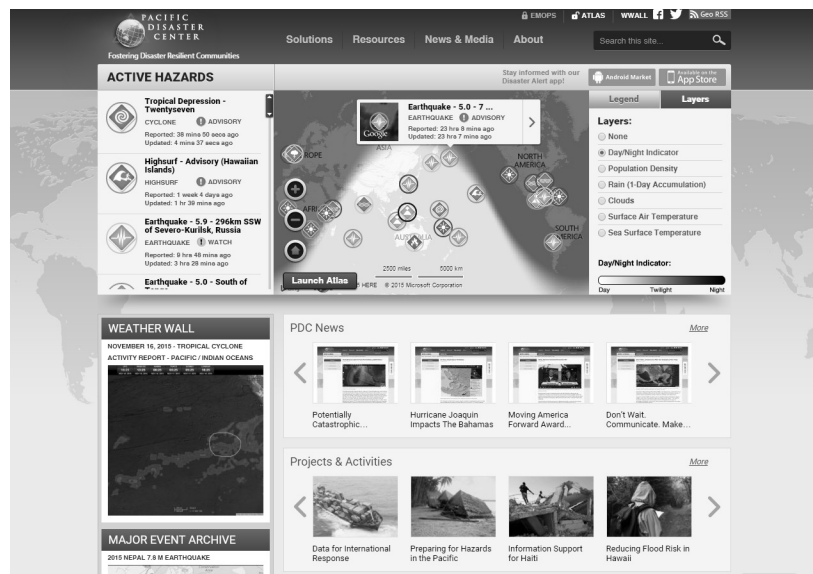 PACIFIC
DISASTER
CENTER
Fostering Disaster Resilient Communities
EMOPS
ATLAS
WWALL
Geo RSS
Solutions
Resources
News & Media
About
Search this site...
ACTIVE HAZARDS
Stay informed with our
Disaster Alert app!
Android Market
Available on the
App Store
Tropical Depression -
Twentyseven
CYCLONE ADVISORY
Reported: 38 mins 50 secs ago
Updated: 4 mins 37 secs ago
Highsurf - Advisory (Hawaiian
Islands)
HIGHSURF ADVISORY
Reported: 1 week 4 days ago
Updated: 1 hr 39 mins ago
Earthquake - 5.9 - 296km SSW
of Severo-Kurilsk, Russia
EARTHQUAKE WATCH
Reported: 9 hrs 48 mins ago
Updated: 3 hrs 26 mins ago
Earthquake - 5.0 - South of
Google
Earthquake - 5.0 - 7 ...
EARTHQUAKE ADVISORY
Reported: 23 hrs 8 mins ago
Updated: 23 hrs 7 mins ago
ASIA
NORTH
AMERICA
SOUTH
2500 miles
5000 km
HERE © 2015 Microsoft Corporation
Launch Atlas
Legend
Layers
Layers:
None
Day/Night Indicator
Population Density
Rain (1-Day Accumulation)
Clouds
Surface Air Temperature
Sea Surface Temperature
Day/Night Indicator:
Day
Twilight
Night
WEATHER WALL
NOVEMBER 16, 2015 - TROPICAL CYCLONE
ACTIVITY REPORT - PACIFIC / INDIAN OCEANS
PDC News
More
Potentially
Catastrophic...
Hurricane Joaquin
Impacts The Bahamas
Moving America
Forward Award...
Don't Wait.
Communicate. Make...
Projects & Activities
More
Data for International
Response
Preparing for Hazards
in the Pacific
Information Support
for Haiti
Reducing Flood Risk in
Hawaii
MAJOR EVENT ARCHIVE
2015 NEPAL 7.8 M EARTHQUAKE